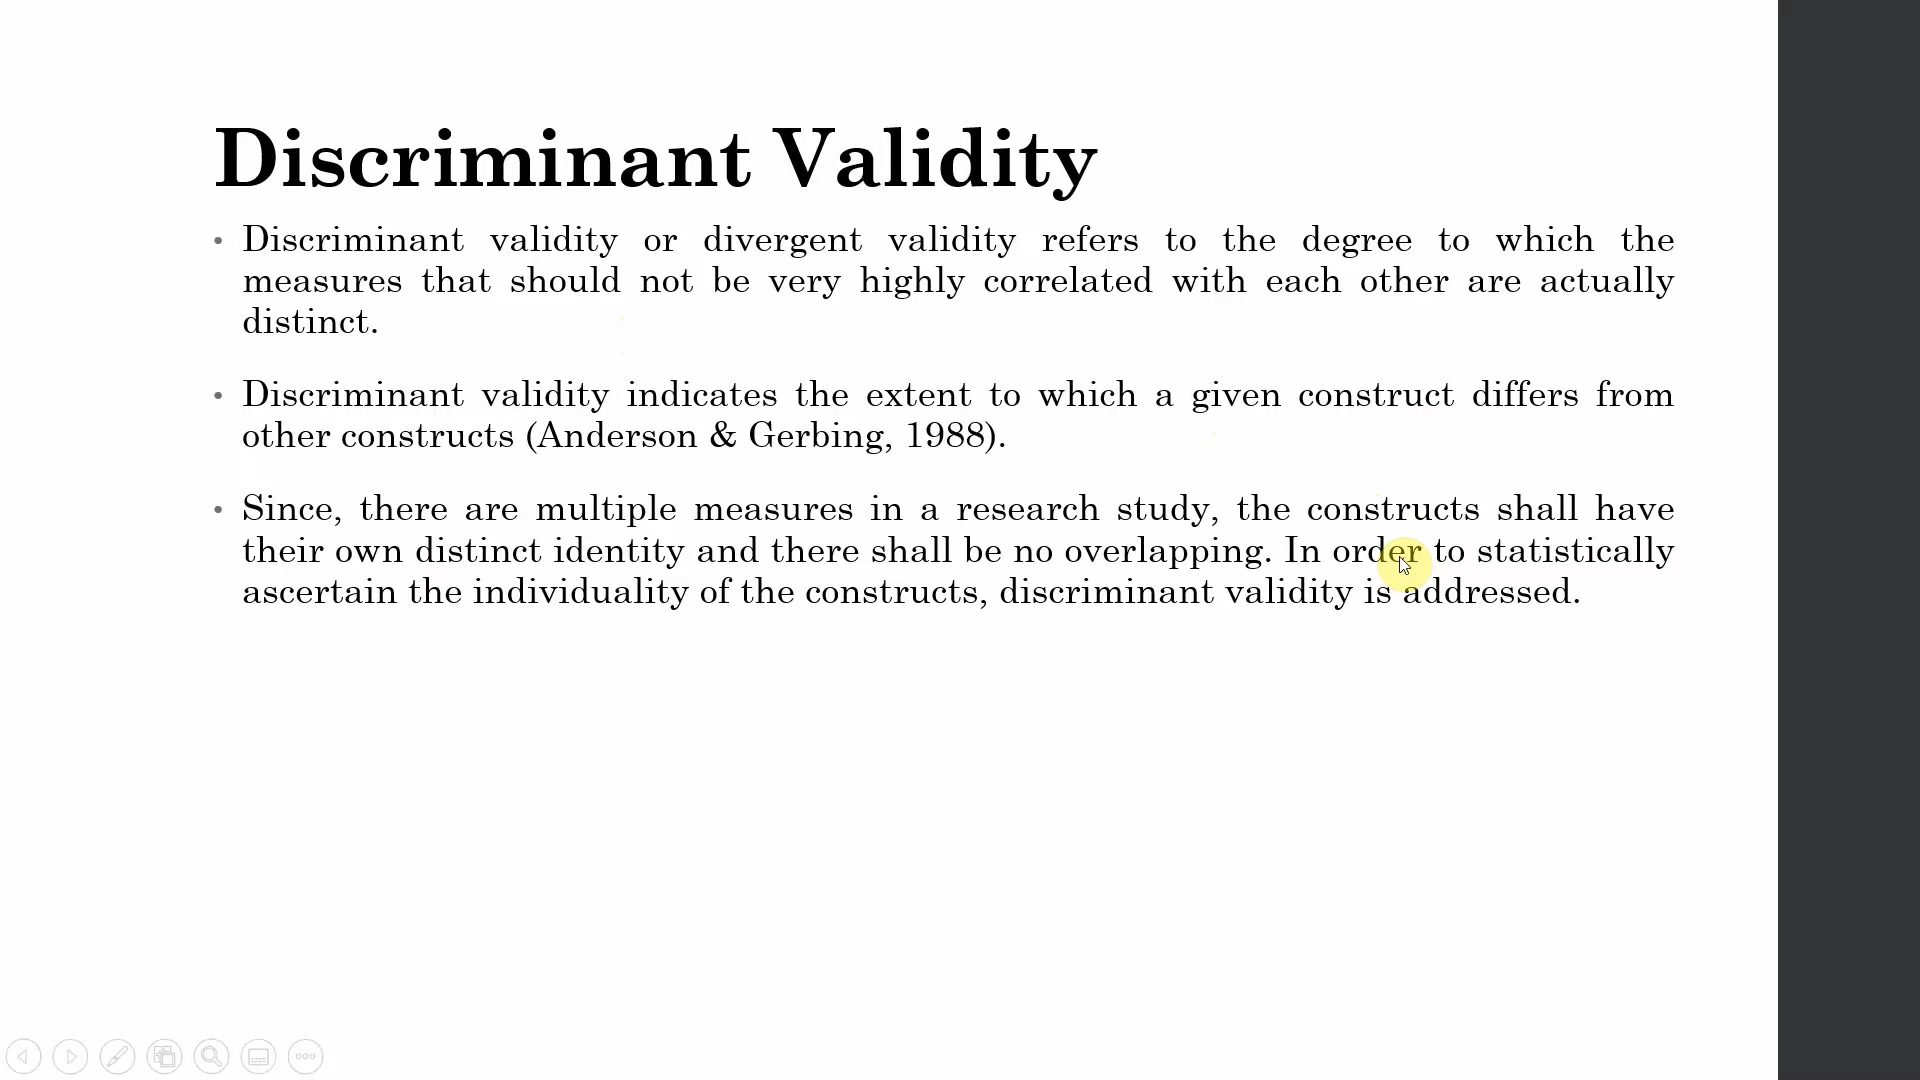 Discriminant Validity
• Discriminant validity or divergent validity refers to the degree to which the
measures that should not be very highly correlated with each other are actually
distinct.
• Discriminant validity indicates the extent to which a given construct differs from
other constructs (Anderson & Gerbing, 1988).
• Since, there are multiple measures in a research study, the constructs shall have
their own distinct identity and there shall be no overlapping. In order to statistically
ascertain the individuality of the constructs, discriminant validity is addressed.